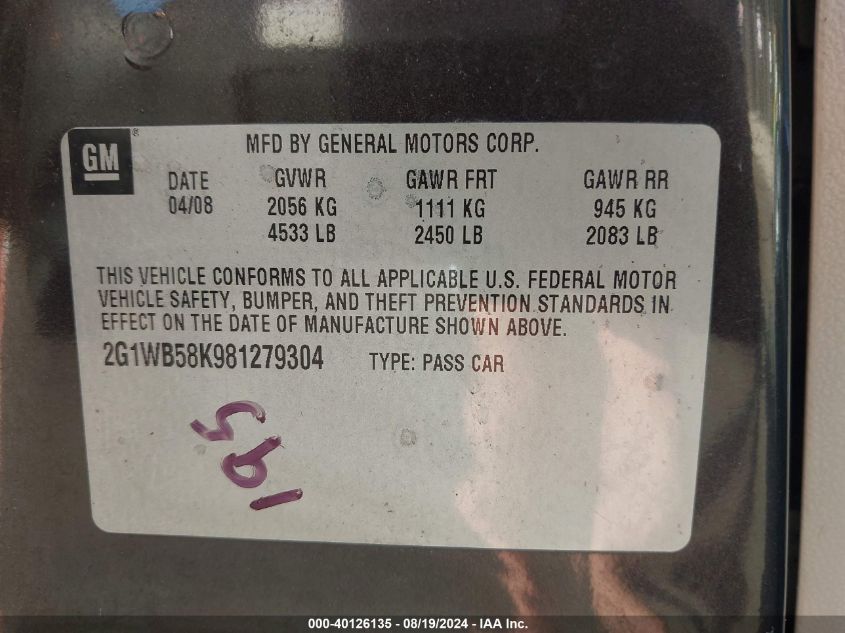 GM ®
MFD BY GENERAL MOTORS CORP.
DATE GVWR GAWR FRT GAWR RR
04/08 2056 KG 1111 KG 945 KG
4533 LB 2450 LB 2083 LB
THIS VEHICLE CONFORMS TO ALL APPLICABLE U.S. FEDERAL MOTOR
VEHICLE SAFETY, BUMPER, AND THEFT PREVENTION STANDARDS IN
EFFECT ON THE DATE OF MANUFACTURE SHOWN ABOVE.
2G1WB58K981279304 TYPE: PASS CAR
000-40126135 - 08/19/2024 - IAA Inc.